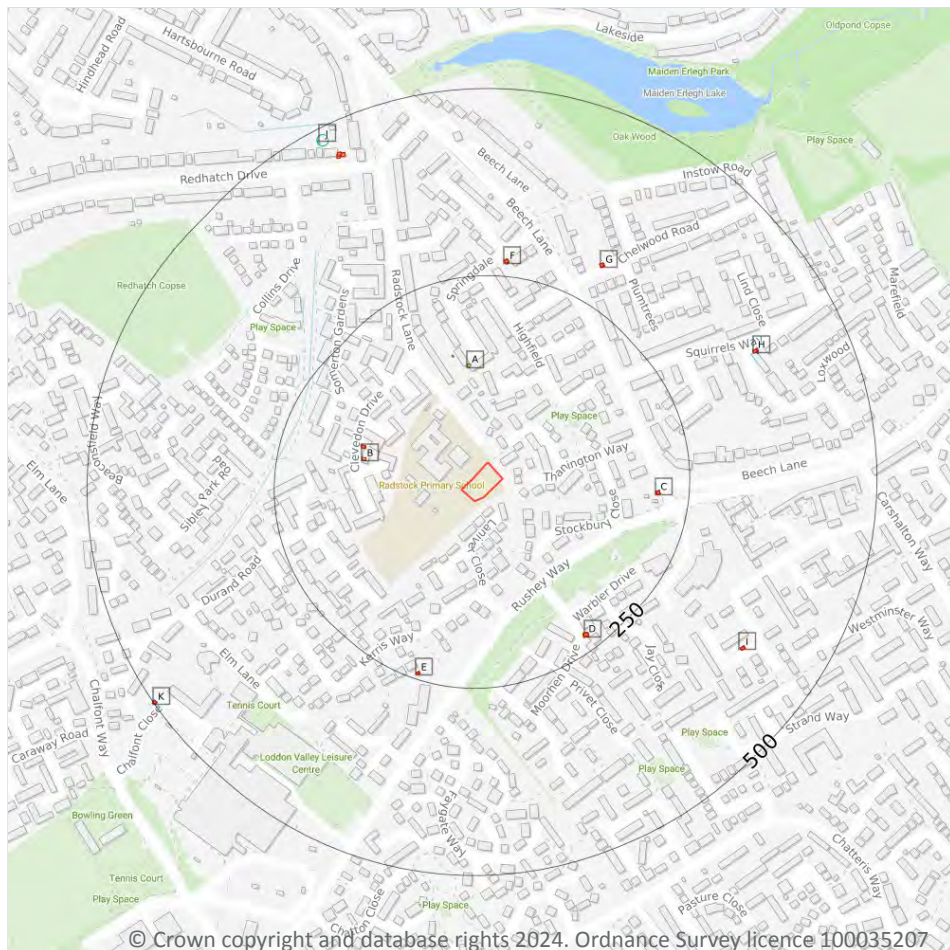 Lakeside
Oldpond Copse
Hartsbourne Road
Hindhead Road
Maiden Erlegh Park
Maiden Erlegh Lake
Oak Wood
Play Space
J
Beech Lane
Instow Road
Redhatch Drive
Beech Lane
Chelwood Road
F
G
Springdale
Redhatch Copse
Collins Drive
Radstock Lane
Plumtrees
Lind Close
Marefield
Play Space
Somerton Gardens
Highfield
Squirrels Way
H
Loxwood
A
Play Space
Beaconsfield Way
Clevedon Drive
B
Thanington Way
Beech Lane
Elm Lane
Sibley Park Road
Radstock Primary School
C
Stockbury Close
Carshalton Way
Durand Road
Rushey Way
Warbler Drive
250
D
Westminster Way
I
Kerris Way
E
Elm Lane
Moorhen Drive
Jay Close
Privet Close
K
Tennis Court
Chalfont Way
Chalfont Close
Caraway Road
Strand Way
Play Space
500
Loddon Valley Leisure
Centre
Play Space
Bowling Green
Faygate Way
Chatteris Way
Tennis Court
Play Space
Chalton Close
Play Space
Pasture Close
© Crown copyright and database rights 2024. Ordnance Survey licence 100035207